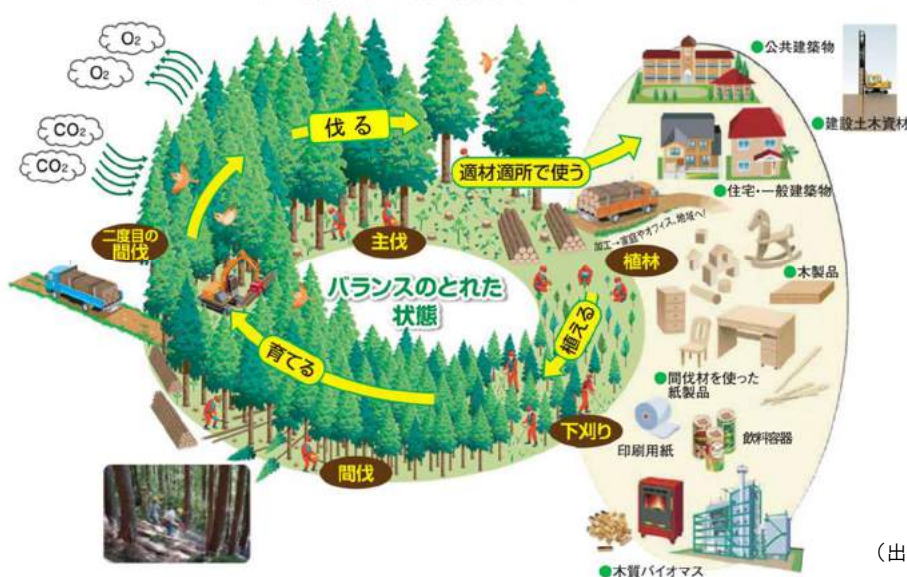 O₂
O₂
CO₂
CO₂
伐る
適材適所で使う
加工→家庭やオフィス、地域へ!
二度目の
間伐
主伐
植林
バランスのとれた
状態
植える
育てる
下刈り
間伐
●公共建築物
●建設土木資材
●住宅・一般建築物
●木製品
●間伐材を使った
紙製品
印刷用紙
飲料容器
●木質バイオマス
（出